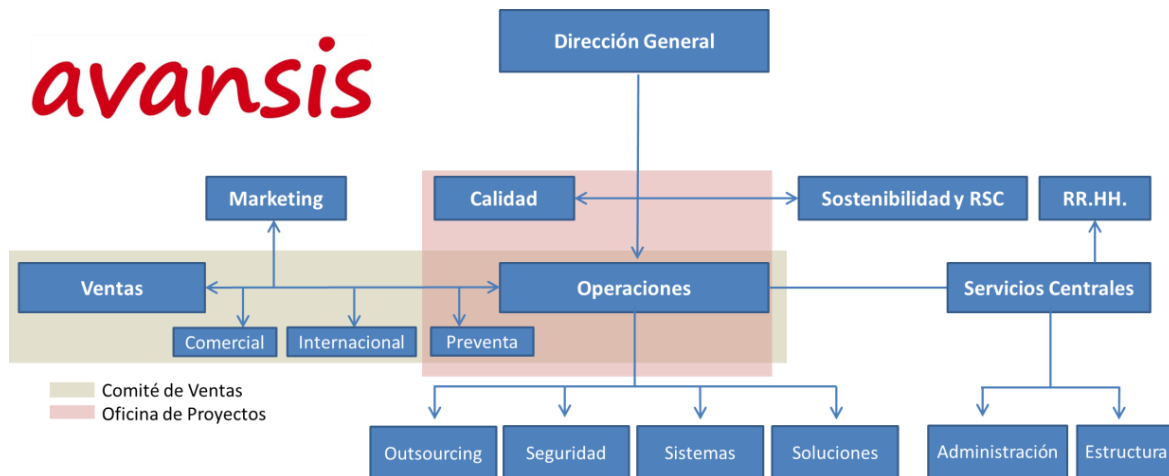 avansis
Dirección General
Marketing
Calidad
Sostenibilidad y RSC
RR.HH.
Ventas
Operaciones
Servicios Centrales
Comercial
Internacional
Preventa
Comité de Ventas
Oficina de Proyectos
Outsourcing
Seguridad
Sistemas
Soluciones
Administración
Estructura